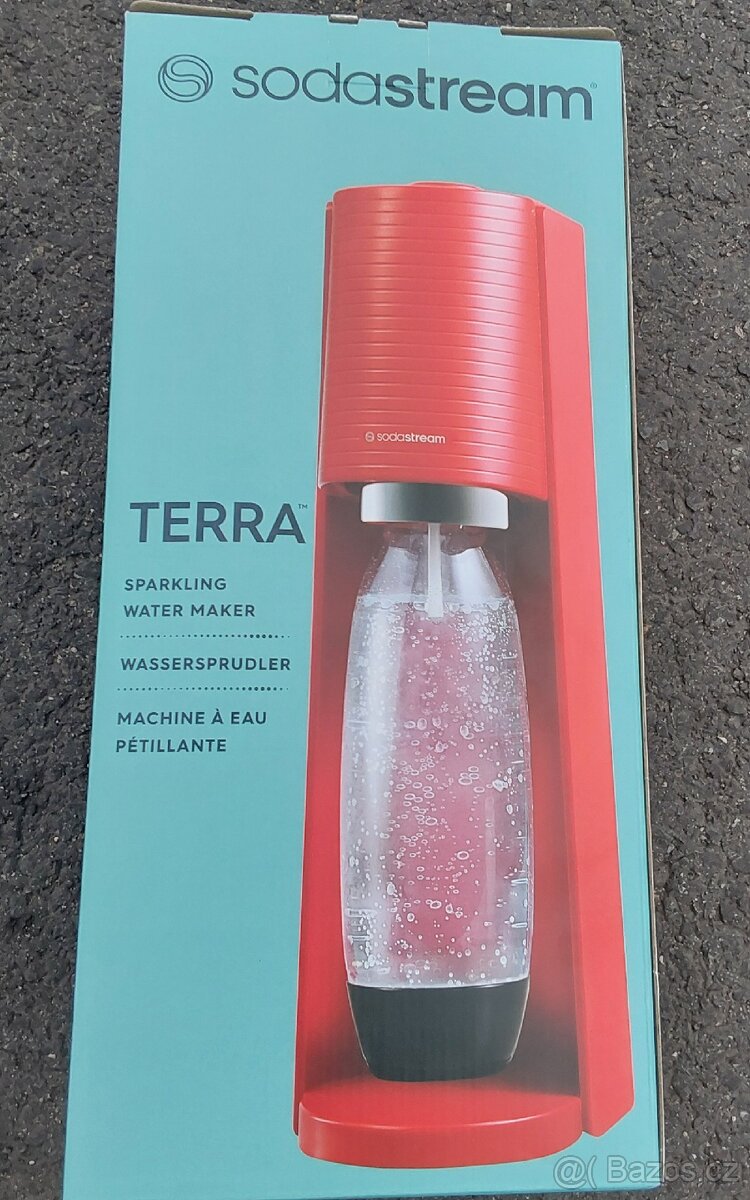 sodastream
sodastream
TERRA™
SPARKLING
WATER MAKER
WASSERSPRUDLER
MACHINE À EAU
PÉTILLANTE
@( Bazos.cz